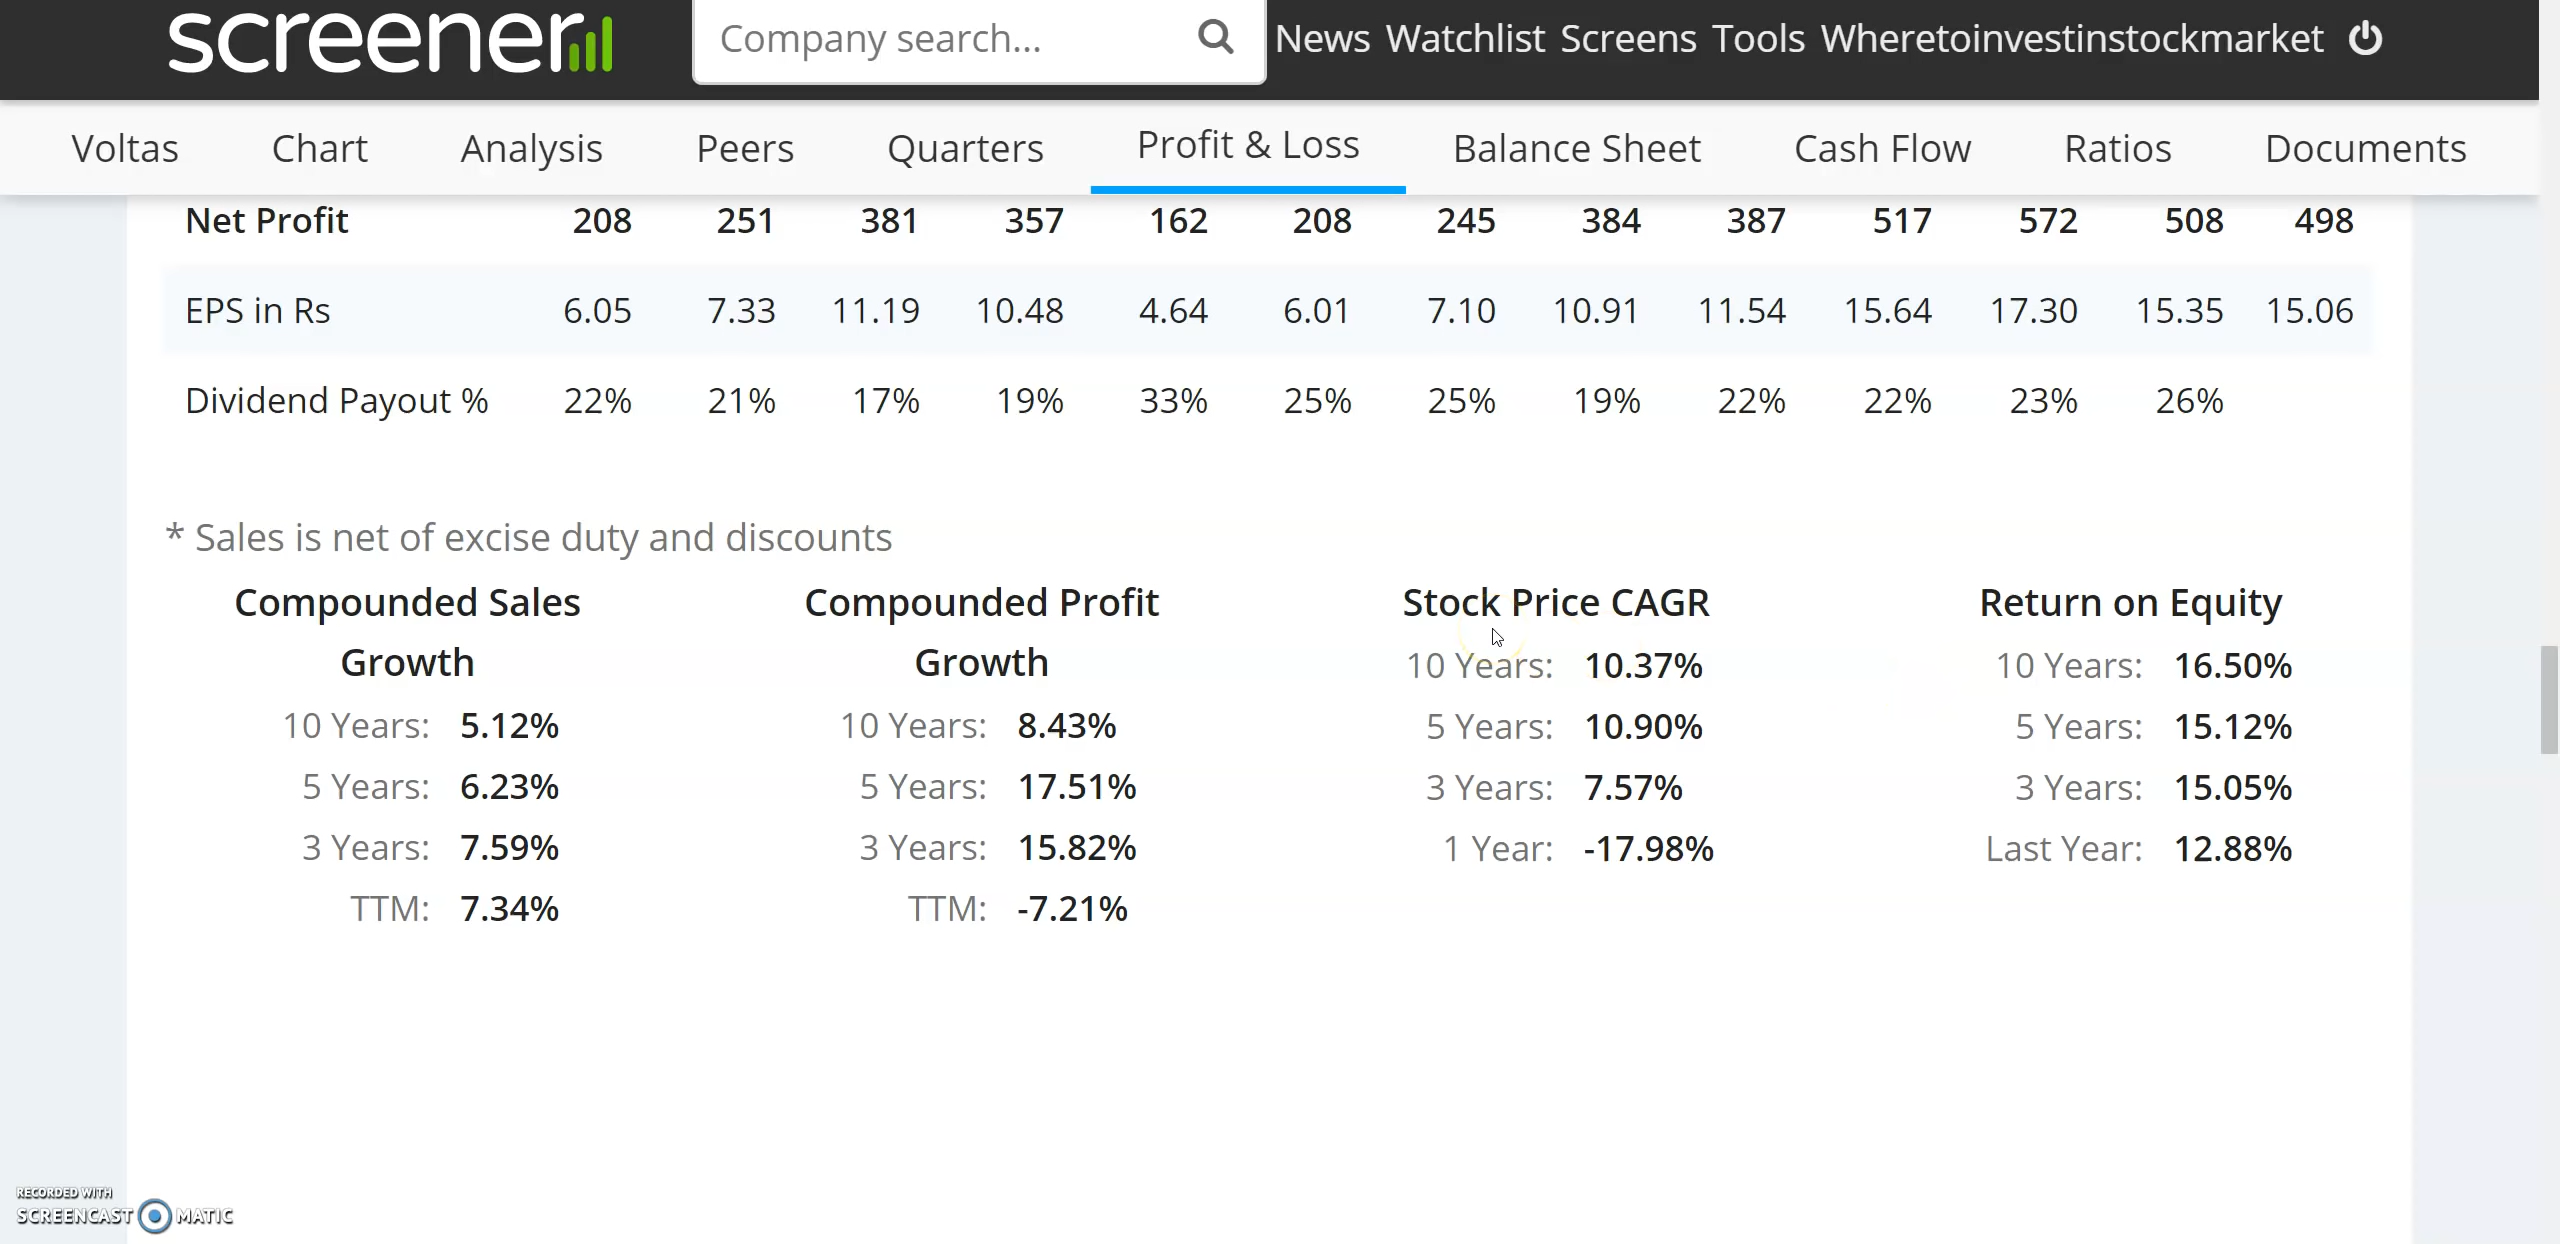 screener
Company search...
News Watchlist Screens Tools Wheretoinvestinstockmarket
Voltas Chart Analysis Peers Quarters Profit & Loss Balance Sheet Cash Flow Ratios Documents
Net Profit 208 251 381 357 162 208 245 384 387 517 572 508 498
EPS in Rs 6.05 7.33 11.19 10.48 4.64 6.01 7.10 10.91 11.54 15.64 17.30 15.35 15.06
Dividend Payout % 22% 21% 17% 19% 33% 25% 25% 19% 22% 22% 23% 26%
* Sales is net of excise duty and discounts
Compounded Sales
Growth
10 Years: 5.12%
5 Years: 6.23%
3 Years: 7.59%
TTM: 7.34%
Compounded Profit
Growth
10 Years: 8.43%
5 Years: 17.51%
3 Years: 15.82%
TTM: -7.21%
Stock Price CAGR
10 Years: 10.37%
5 Years: 10.90%
3 Years: 7.57%
1 Year: -17.98%
Return on Equity
10 Years: 16.50%
5 Years: 15.12%
3 Years: 15.05%
Last Year: 12.88%
RECORDED WITH
SCREENCAST MATIC